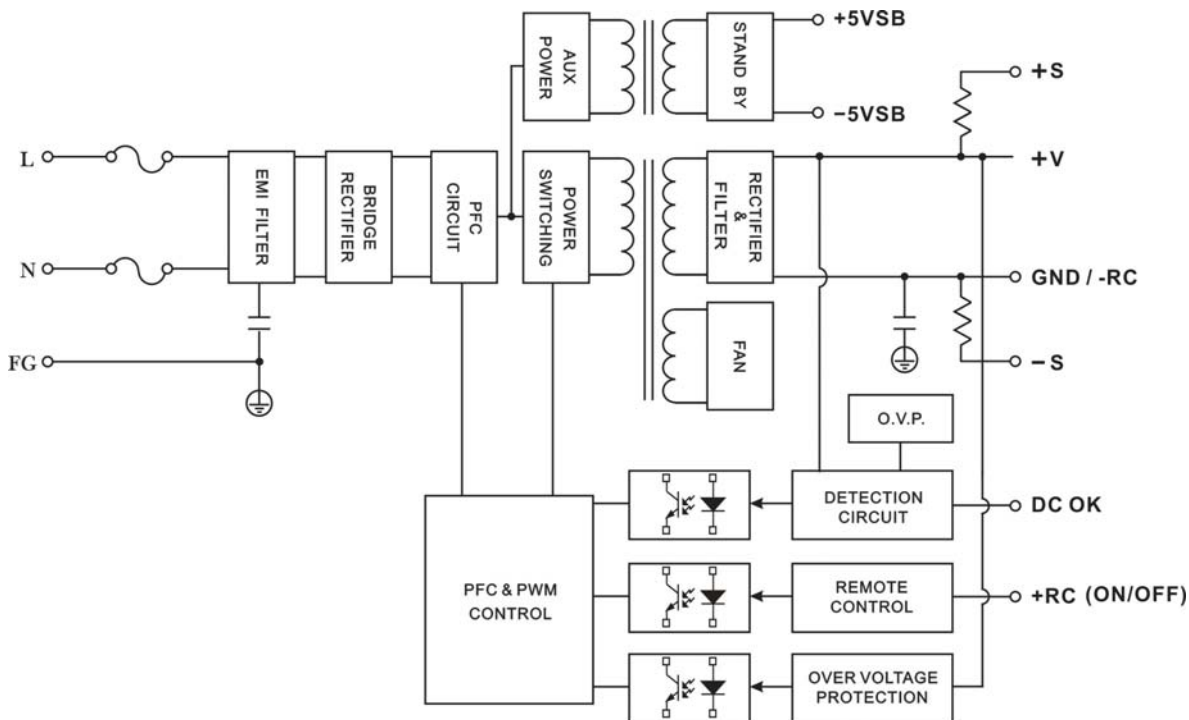 AUX
POWER
STAND BY
+5VSB
−5VSB
+S
L
N
FG
EMI FILTER
BRIDGE
RECTIFIER
PFC
CIRCUIT
POWER
SWITCHING
RECTIFIER
&
FILTER
+V
GND / -RC
−S
FAN
O.V.P.
DETECTION
CIRCUIT
DC OK
PFC & PWM
CONTROL
REMOTE
CONTROL
+RC (ON/OFF)
OVER VOLTAGE
PROTECTION